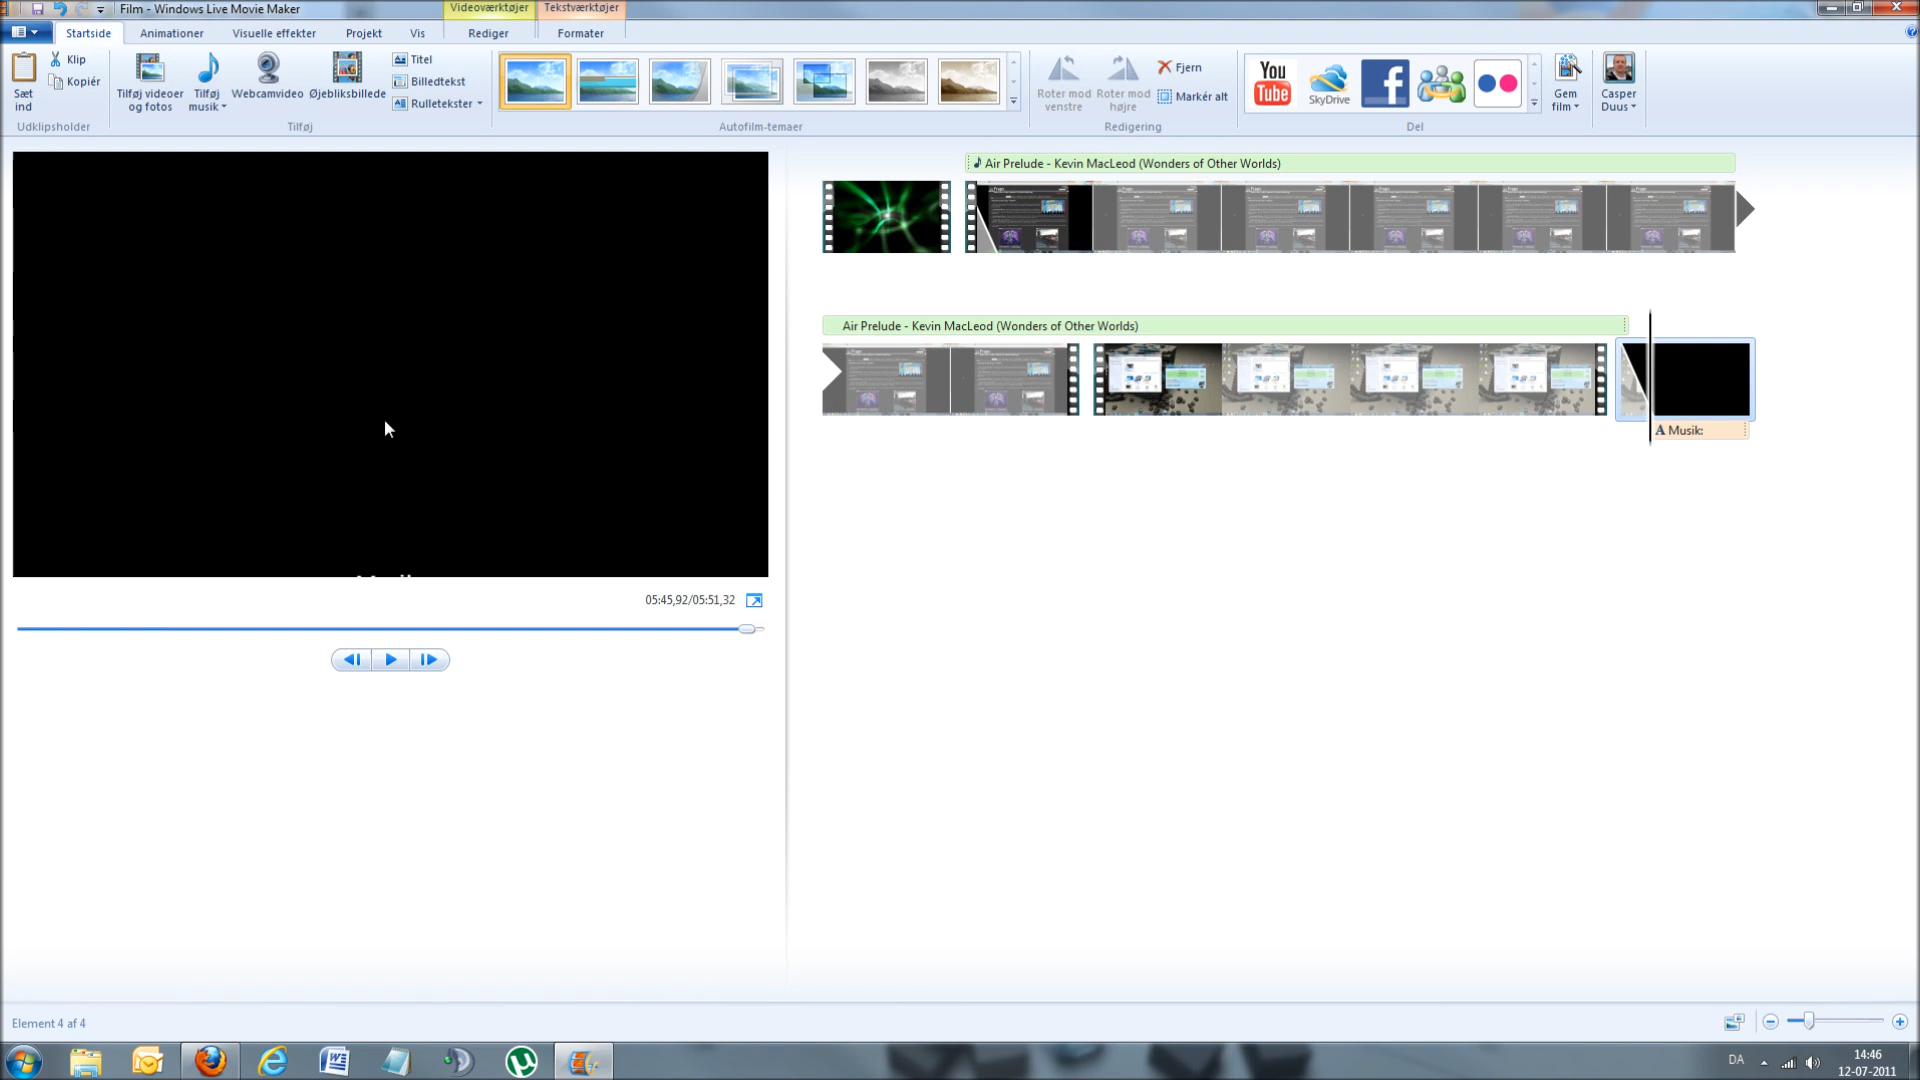 Film - Windows Live Movie Maker
Videoværktøjer
Tekstværktøjer
Startside
Animationer
Visuelle effekter
Projekt
Vis
Rediger
Formater
Sæt ind
Klip
Kopiér
Udklipsholder
Tilføj videoer og fotos
Tilføj musik
Webcamvideo
Øjebliksbillede
Titel
Billedtekst
Rulletekster
Tilføj
Autofilm-temaer
Roter mod venstre
Roter mod højre
Fjern
Markér alt
Redigering
You Tube
SkyDrive
Del
Gem film
Casper Duus
Air Prelude - Kevin MacLeod (Wonders of Other Worlds)
Air Prelude - Kevin MacLeod (Wonders of Other Worlds)
A Musik:
05:45,92/05:51,32
Element 4 af 4
DA
14:46
12-07-2011